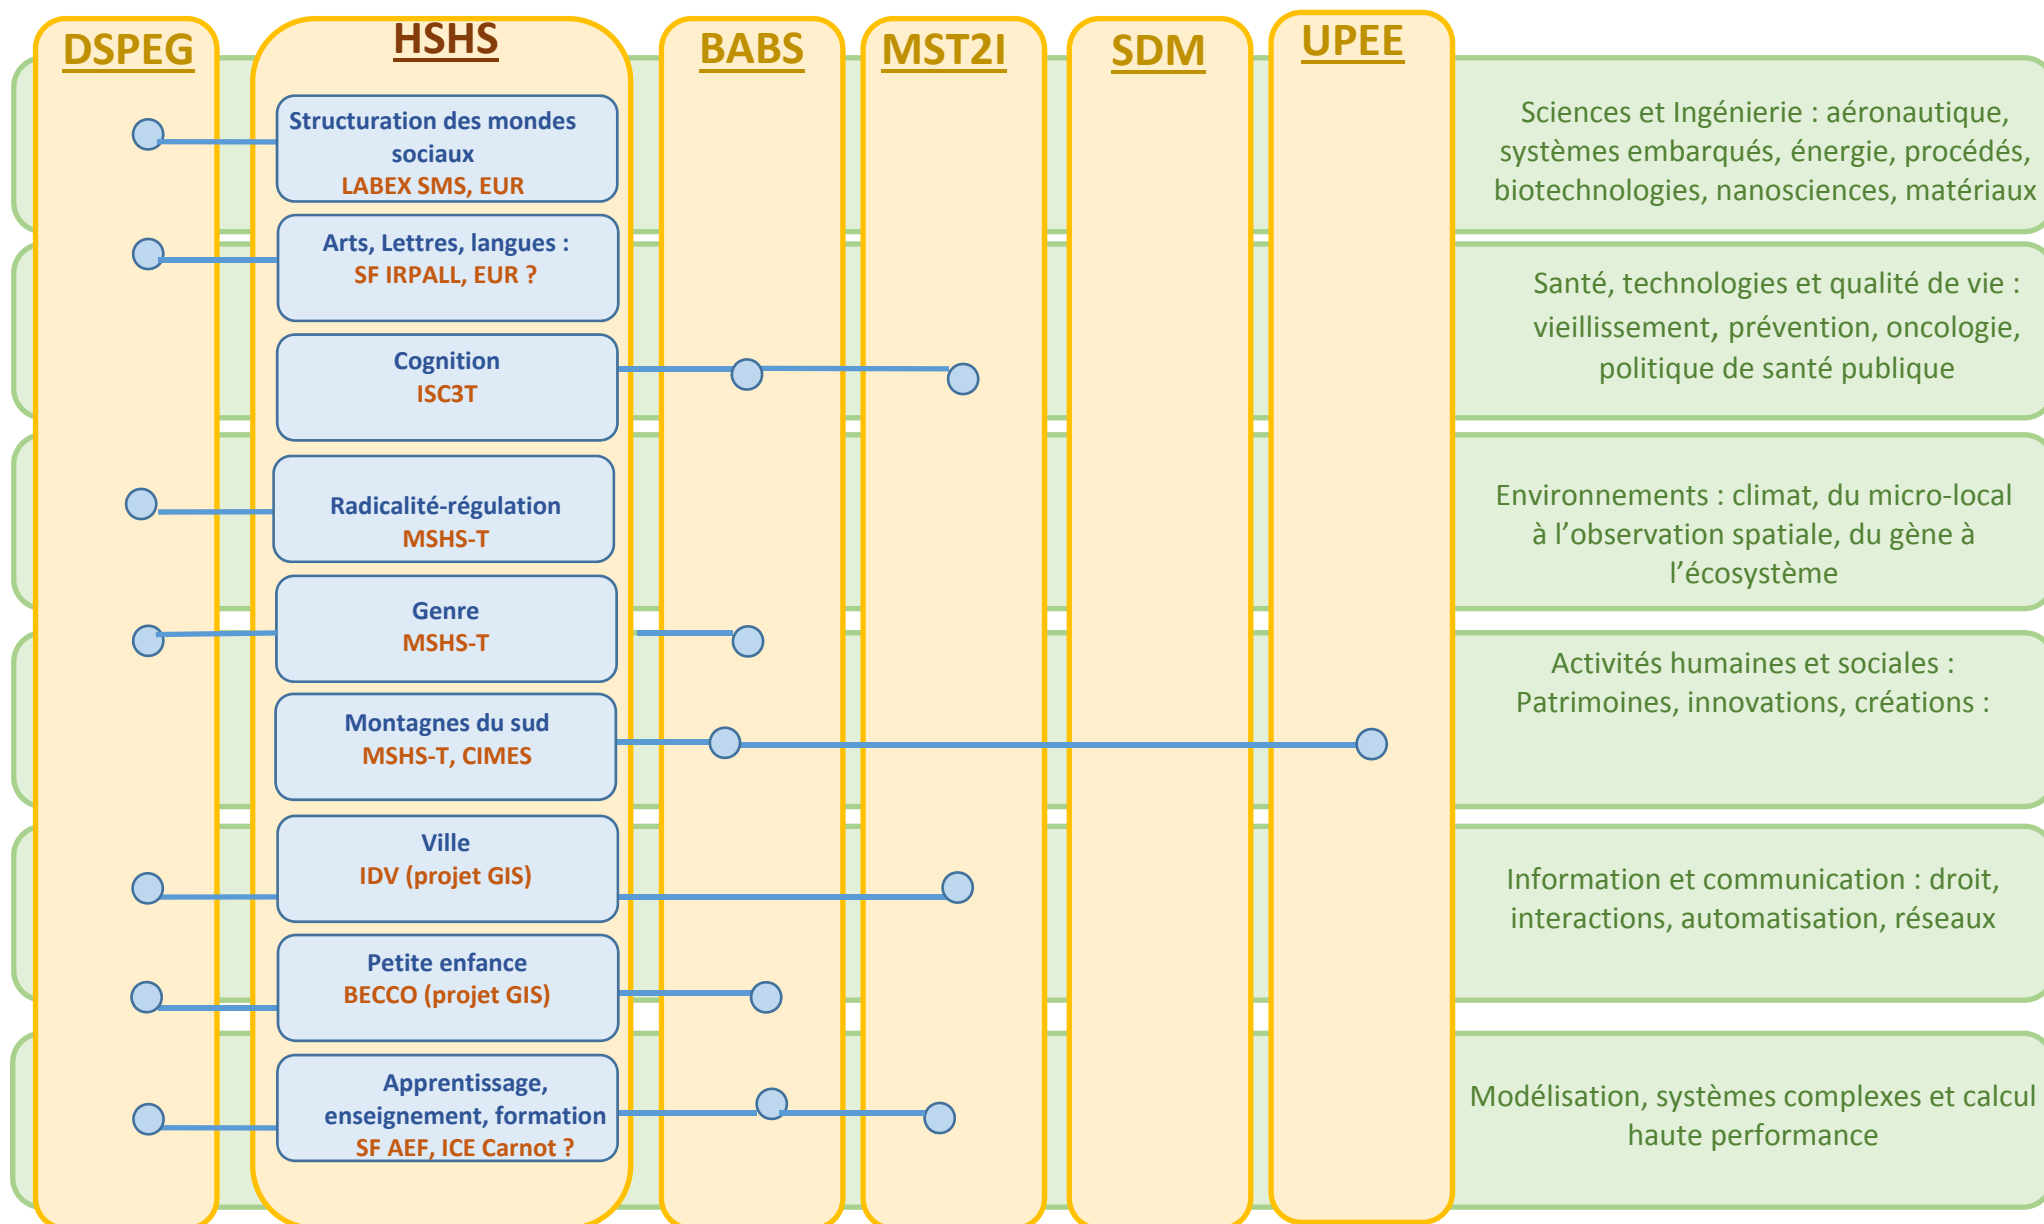 DSPEG
HSHS
BABS
MST2I
SDM
UPEE
Structuration des mondes
sociaux
LABEX SMS, EUR
Arts, Lettres, langues :
SF IRPALL, EUR ?
Cognition
ISC3T
Radicalité-régulation
MSHS-T
Genre
MSHS-T
Montagnes du sud
MSHS-T, CIMES
Ville
IDV (projet GIS)
Petite enfance
BECCO (projet GIS)
Apprentissage,
enseignement, formation
SF AEF, ICE Carnot ?
Sciences et Ingénierie : aéronautique,
systèmes embarqués, énergie, procédés,
biotechnologies, nanosciences, matériaux
Santé, technologies et qualité de vie :
vieillissement, prévention, oncologie,
politique de santé publique
Environnements : climat, du micro-local
à l’observation spatiale, du gène à
l’écosystème
Activités humaines et sociales :
Patrimoines, innovations, créations :
Information et communication : droit,
interactions, automatisation, réseaux
Modélisation, systèmes complexes et calcul
haute performance